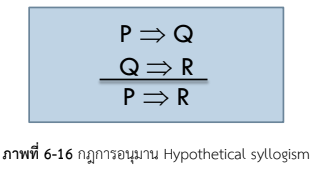 P ⇒ Q
Q ⇒ R
P ⇒ R
ภาพที่ 6-16 กฎการอนุมาน Hypothetical syllogism